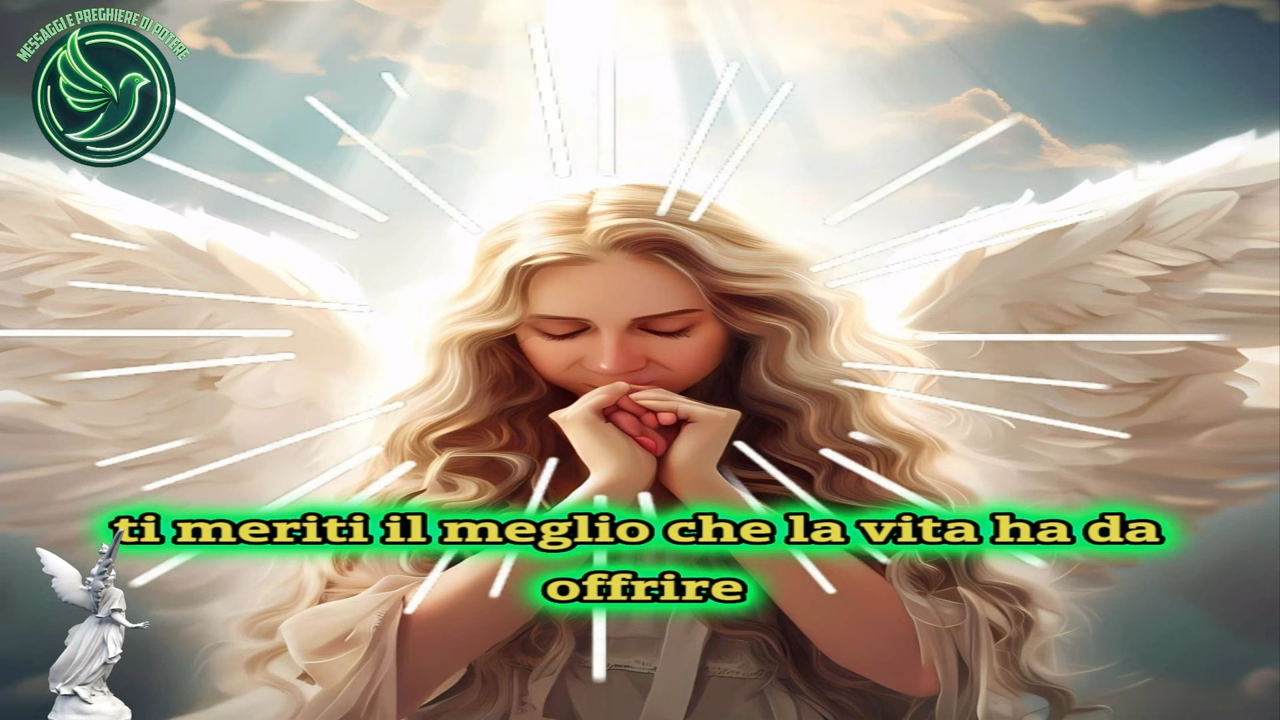 MESSAGGI E PREGHIERE DI POTERE
ti meriti il meglio che la vita ha da
offrire